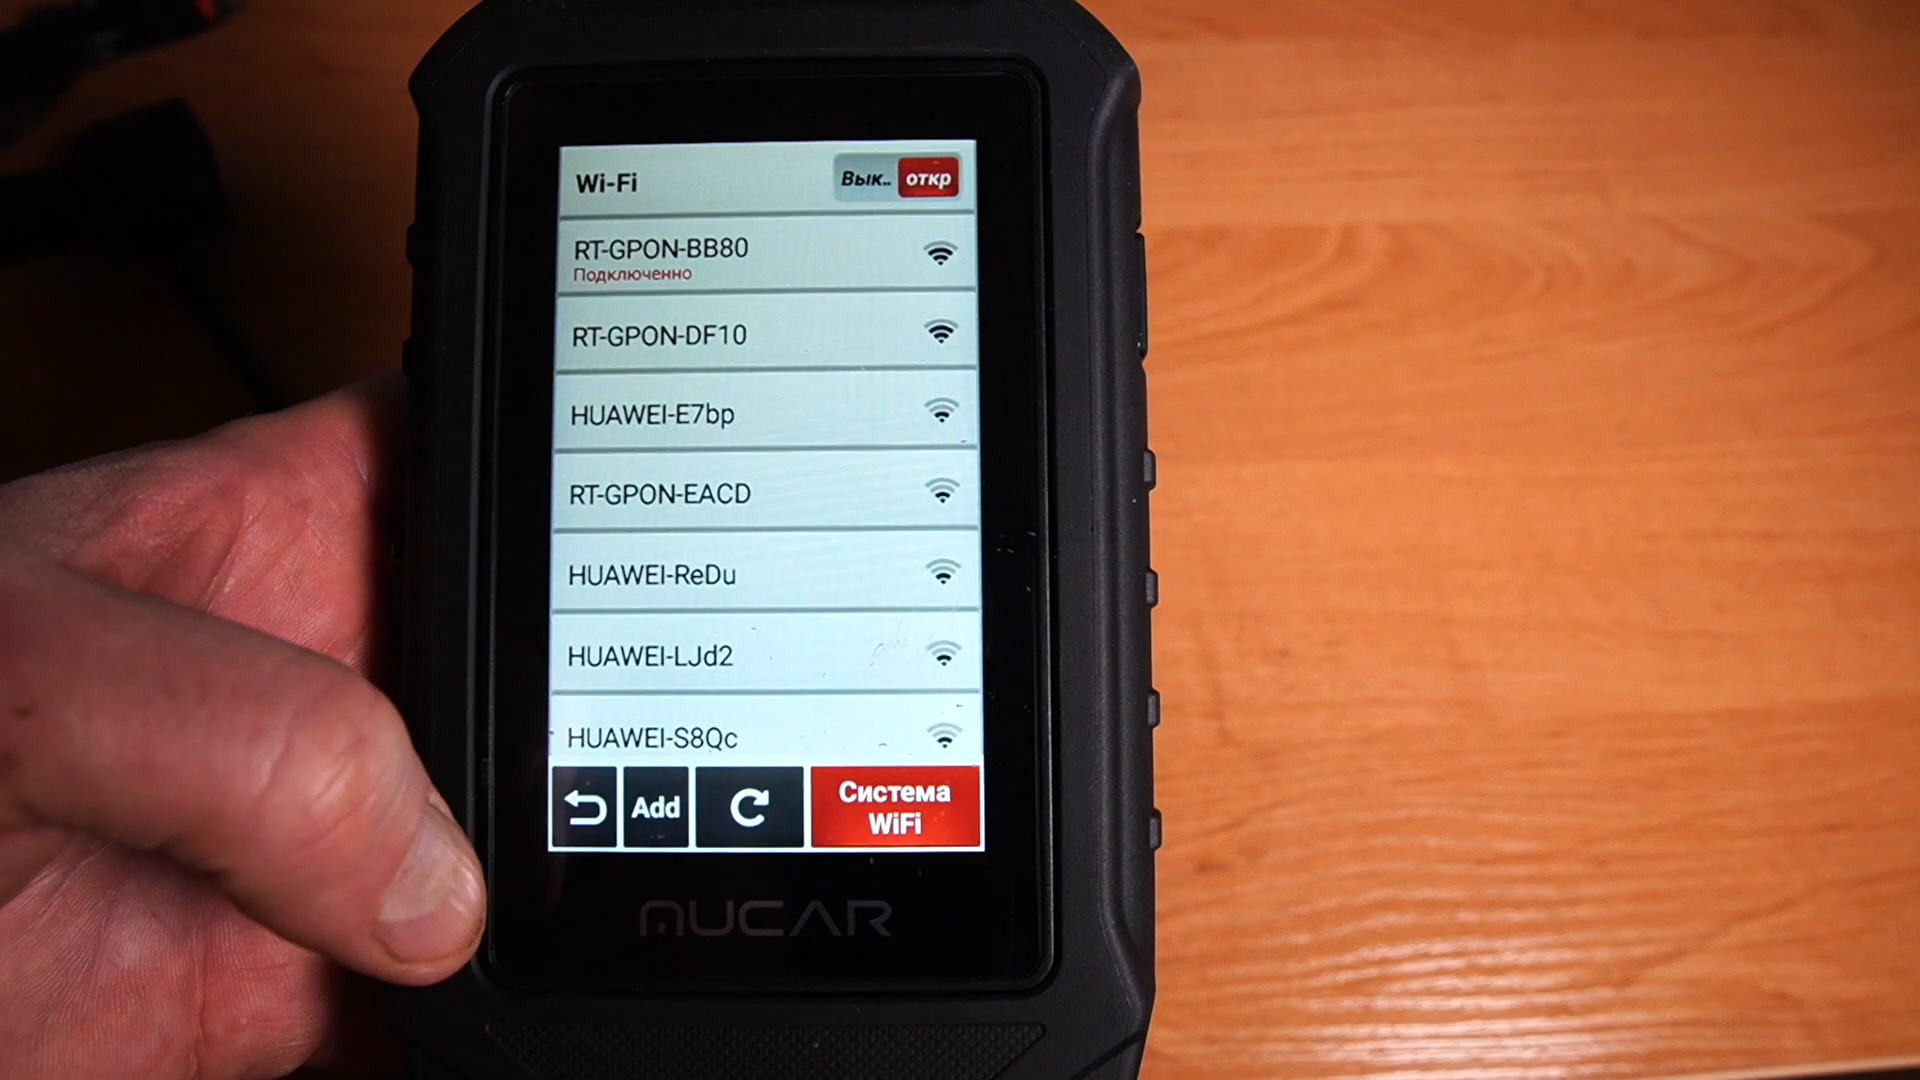 Wi-Fi
Вык.. откр
RT-GPON-BB80
Подключенно
RT-GPON-DF10
HUAWEI-E7bp
RT-GPON-EACD
HUAWEI-ReDu
HUAWEI-LJd2
HUAWEI-S8Qc
Add
Система
WiFi
MUCAR